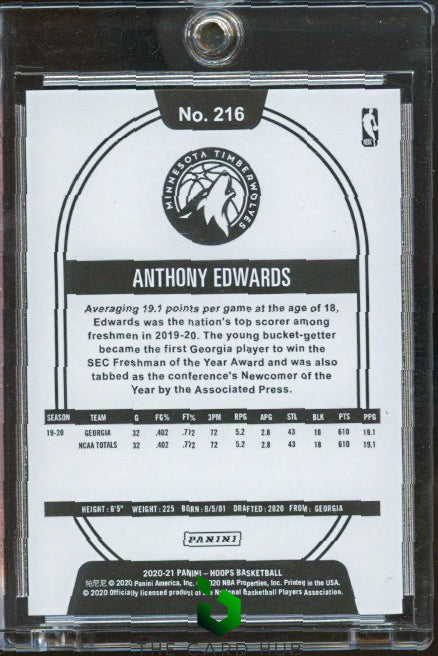 No. 216
NBA
MINNESOTA TIMBERWOLVES
ANTHONY EDWARDS
Averaging 19.1 points per game at the age of 18,
Edwards was the nation's top scorer among
freshmen in 2019-20. The young bucket-getter
became the first Georgia player to win the
SEC Freshman of the Year Award and was also
tabbed as the conference's Newcomer of the
Year by the Associated Press.
SEASON TEAM G FG% FT% 3PM RPG APG STL BLK PTS PPG
19-20 GEORGIA 32 .402 .772 72 5.2 2.8 43 18 610 19.1
NCAA TOTALS 32 .402 .772 72 5.2 2.8 43 18 610 19.1
HEIGHT: 6'5" WEIGHT: 225 BORN: 8/5/01 DRAFTED: 2020 FROM: GEORGIA
PANINI
2020-21 PANINI – HOOPS BASKETBALL
帕尼尼 © 2020 Panini America, Inc. 2020 NBA Properties, Inc. Printed in the USA.
© 2020 Officially licensed product of National Basketball Players Association.
THE CARD HUB